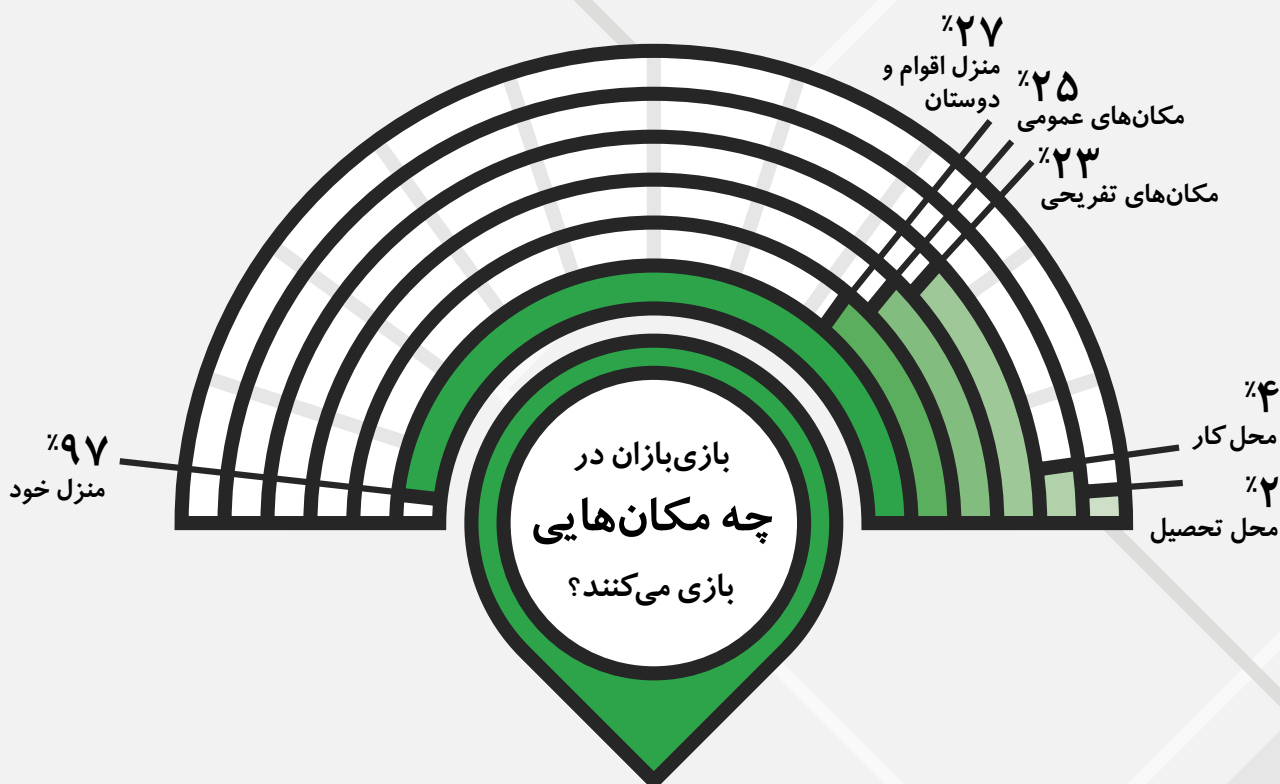 ٪۲۷
منزل اقوام و
دوستان
٪۲۵
مکان‌های عمومی
٪۲۳
مکان‌های تفریحی
٪۴
محل کار
٪۲
محل تحصیل
٪۹۷
منزل خود
بازی‌بازان در
چه مکان‌هایی
بازی می‌کنند؟